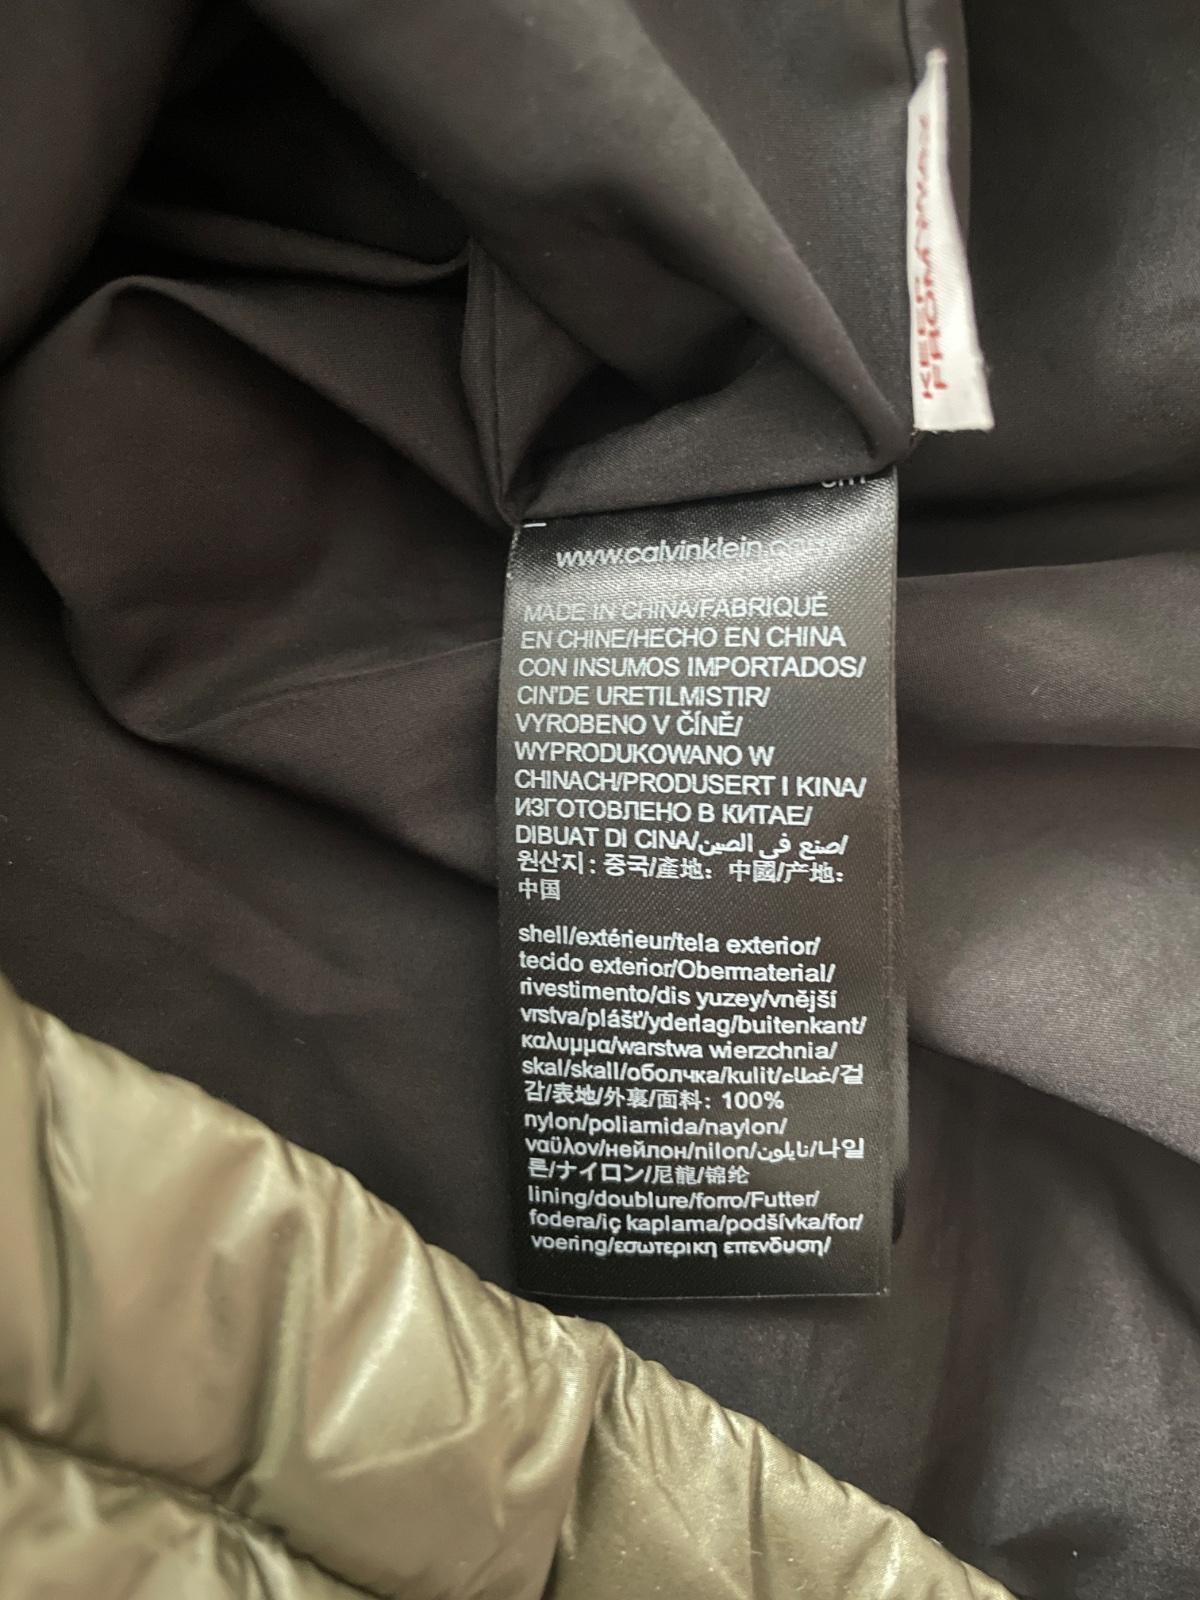 KEEP AWAY
FROM
www.calvinklein.com
MADE IN CHINA/FABRIQUÉ
EN CHINE/HECHO EN CHINA
CON INSUMOS IMPORTADOS/
CIN'DE URETILMISTIR/
VYROBENO V ČÍNĚ/
WYPRODUKOWANO W
CHINACH/PRODUSERT I KINA/
ИЗГОТОВЛЕНО В КИТАЕ/
DIBUAT DI CINA/صنع في الصين/
원산지: 중국/產地: 中國/产地:
中国
shell/extérieur/tela exterior/
tecido exterior/Obermaterial/
rivestimento/dis yuzey/vnější
vrstva/plášť/yderlag/buitenkant/
καλυμμα/warstwa wierzchnia/
skal/skall/оболчка/kulit/غطاء/겉
감/表地/外裏/面料: 100%
nylon/poliamida/naylon/
ναϋλον/нейлон/nilon/نايلون/나일
론/ナイロン/尼龍/锦纶
lining/doublure/forro/Futter/
fodera/iç kaplama/podšívka/for/
voering/εσωτερικη επενδυση/